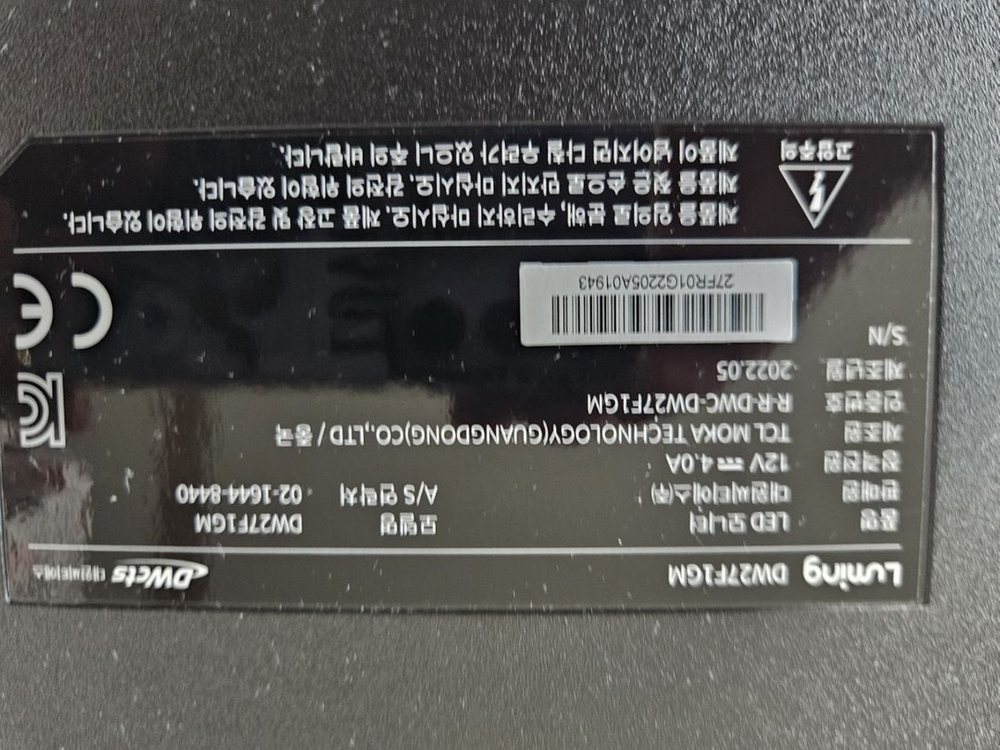 Luming DW27F1GM DWcts 대원씨티에스
품명 LED 모니터 모델명 DW27F1GM
판매원 대원씨티에스㈜ A/S 연락처 02-1644-8440
정격전원 12V ⎓ 4.0A
제조원 TCL MOKA TECHNOLOGY(GUANGDONG)CO.,LTD / 중국
인증번호 R-R-DWC-DW27F1GM
제조년월 2022.05
S/N
27FR01G2205A01943
제품을 임의로 분해, 수리하지 마십시오. 제품 고장 및 감전의 위험이 있습니다.
제품을 젖은 손으로 만지지 마십시오. 감전의 위험이 있습니다.
고압주의 제품이 넘어지면 다칠 우려가 있으니 주의 바랍니다.
KC
CE